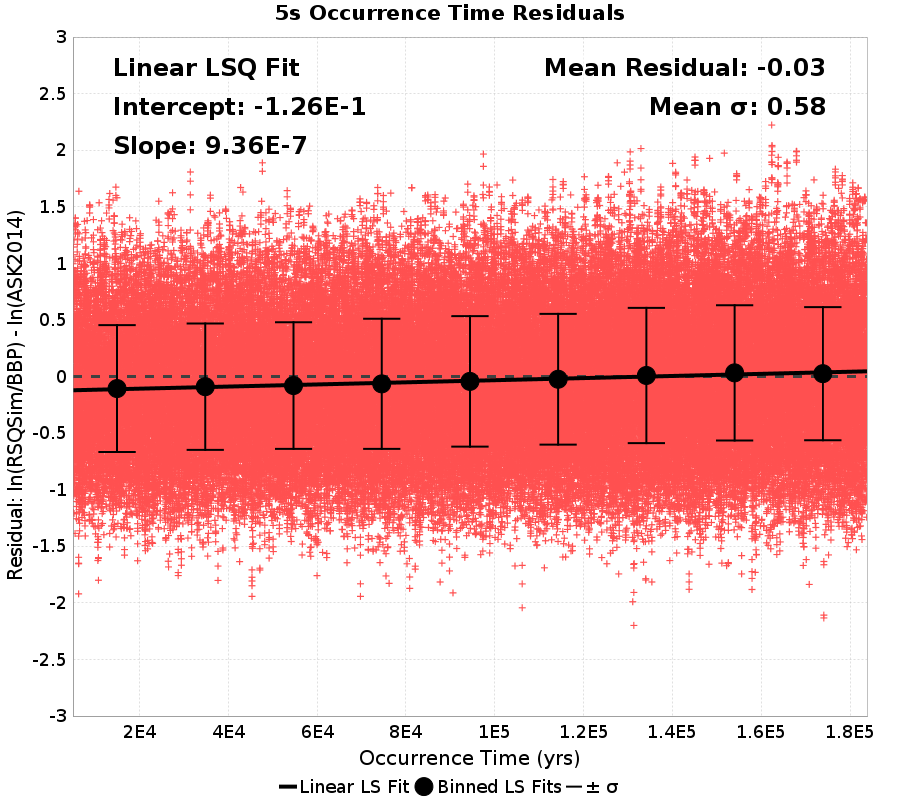 5s Occurrence Time Residuals
Linear LSQ Fit
Intercept: -1.26E-1
Slope: 9.36E-7
Mean Residual: -0.03
Mean σ: 0.58
Residual: ln(RSQSim/BBP) - ln(ASK2014)
3
2.5
2
1.5
1
0.5
0
-0.5
-1
-1.5
-2
-2.5
-3
2E4 4E4 6E4 8E4 1E5 1.2E5 1.4E5 1.6E5 1.8E5
Occurrence Time (yrs)
Linear LS Fit Binned LS Fits ± σ